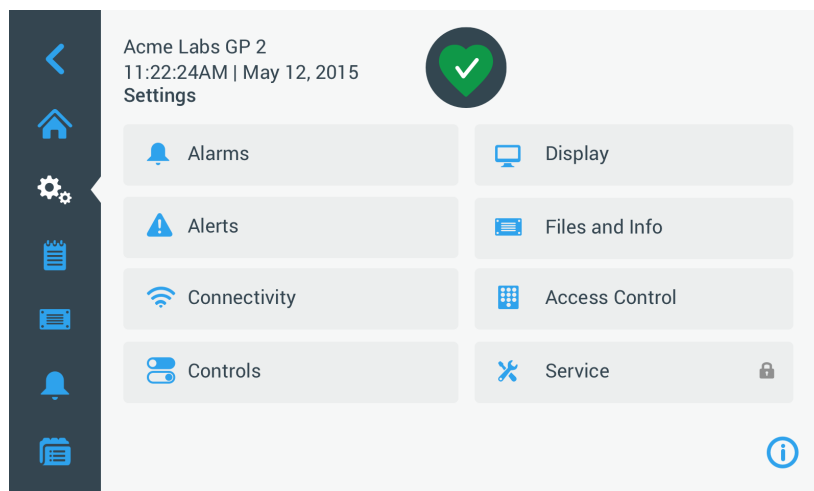 Acme Labs GP 2
11:22:24AM | May 12, 2015
Settings
Alarms
Display
Alerts
Files and Info
Connectivity
Access Control
Controls
Service